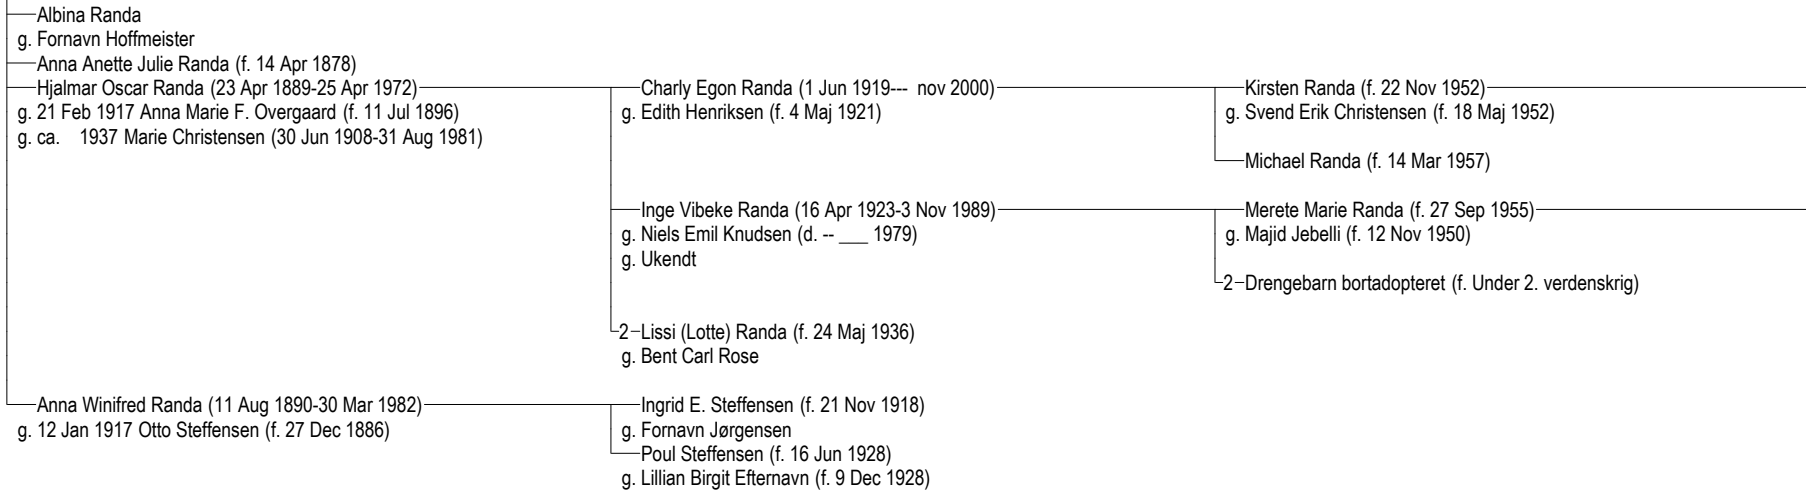 Albina Randa
g. Fornavn Hoffmeister
Anna Anette Julie Randa (f. 14 Apr 1878)
Hjalmar Oscar Randa (23 Apr 1889-25 Apr 1972)
g. 21 Feb 1917 Anna Marie F. Overgaard (f. 11 Jul 1896)
g. ca. 1937 Marie Christensen (30 Jun 1908-31 Aug 1981)
Charly Egon Randa (1 Jun 1919--- nov 2000)
g. Edith Henriksen (f. 4 Maj 1921)
Kirsten Randa (f. 22 Nov 1952)
g. Svend Erik Christensen (f. 18 Maj 1952)
Michael Randa (f. 14 Mar 1957)
Inge Vibeke Randa (16 Apr 1923-3 Nov 1989)
g. Niels Emil Knudsen (d. -- ___ 1979)
g. Ukendt
Merete Marie Randa (f. 27 Sep 1955)
g. Majid Jebelli (f. 12 Nov 1950)
2 Drengebarn bortadopteret (f. Under 2. verdenskrig)
2 Lissi (Lotte) Randa (f. 24 Maj 1936)
g. Bent Carl Rose
Anna Winifred Randa (11 Aug 1890-30 Mar 1982)
g. 12 Jan 1917 Otto Steffensen (f. 27 Dec 1886)
Ingrid E. Steffensen (f. 21 Nov 1918)
g. Fornavn Jørgensen
Poul Steffensen (f. 16 Jun 1928)
g. Lillian Birgit Efternavn (f. 9 Dec 1928)